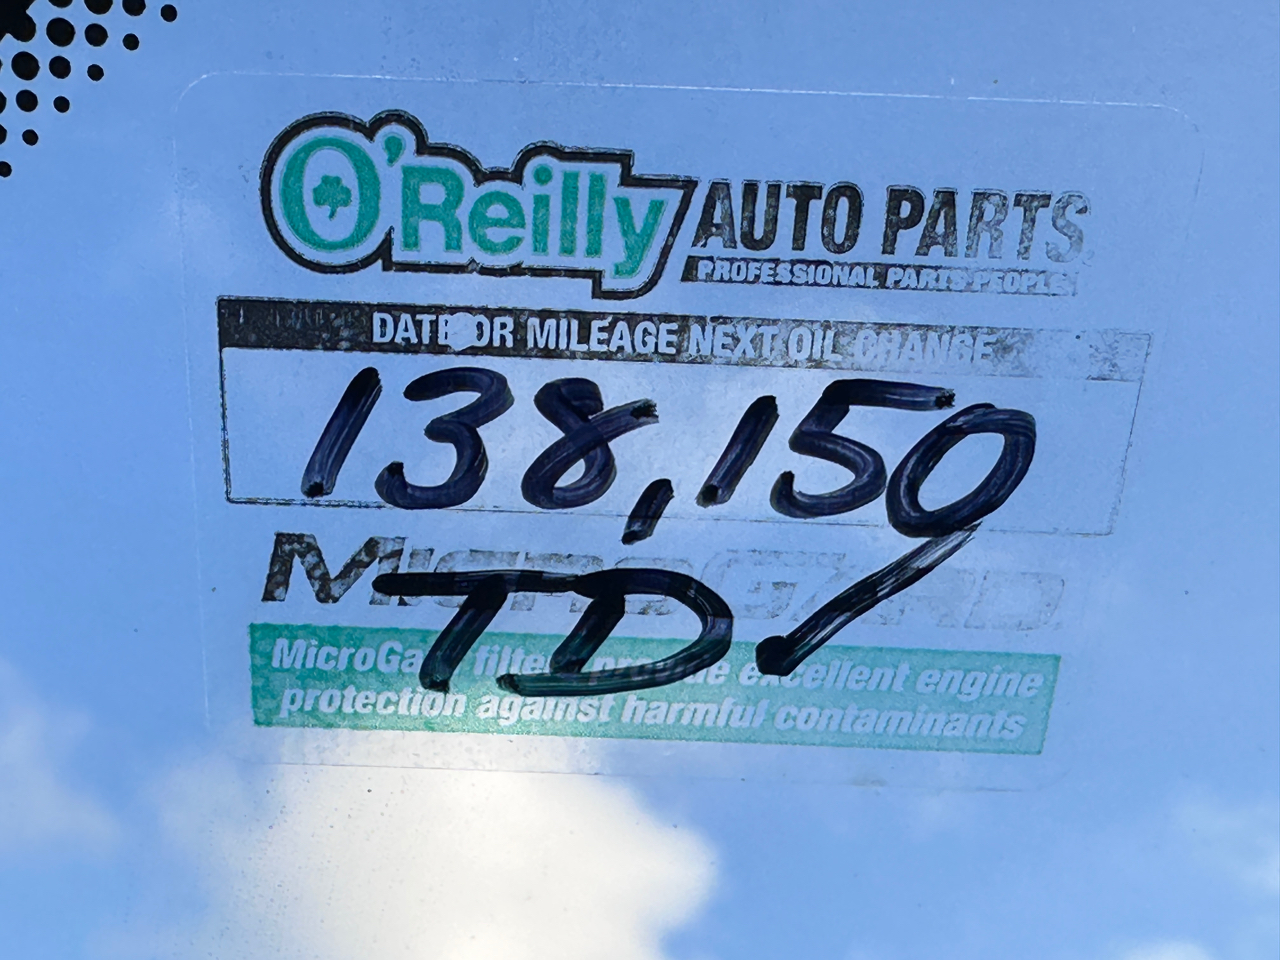 O'Reilly AUTO PARTS
PROFESSIONAL PARTS PEOPLE
DATE OR MILEAGE NEXT OIL CHANGE
138,150
MICROGARD
TD
MicroGard filters provide excellent engine
protection against harmful contaminants